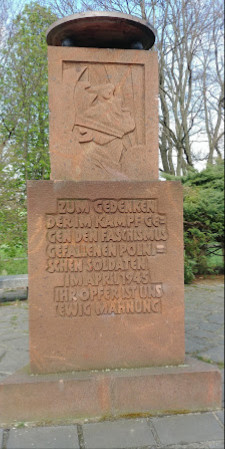 ZUM GEDENKEN
DER IM KAMPF GE-
GEN DEN FASCHISMUS
GEFALLENEN POLNI=
SCHEN SOLDATEN
IM APRIL 1945
IHR OPFER IST UNS
EWIG MAHNUNG